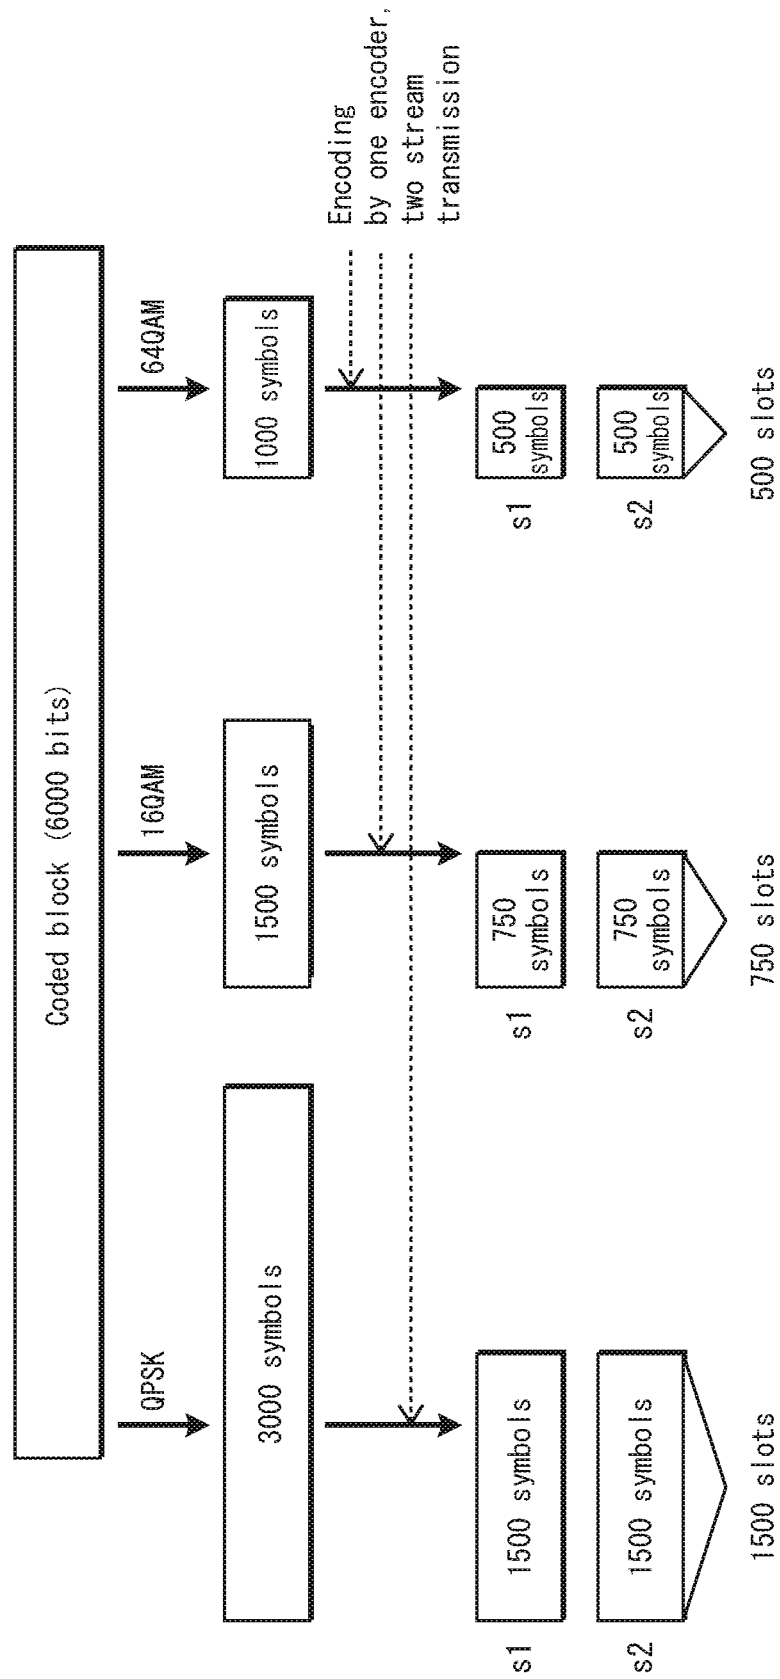 Coded block (6000 bits)
QPSK
16QAM
64QAM
3000 symbols
1500 symbols
1000 symbols
Encoding
by one encoder,
two stream
transmission
s1
1500 symbols
s1
750
symbols
s1
500
symbols
s2
1500 symbols
s2
750
symbols
s2
500
symbols
1500 slots
750 slots
500 slots